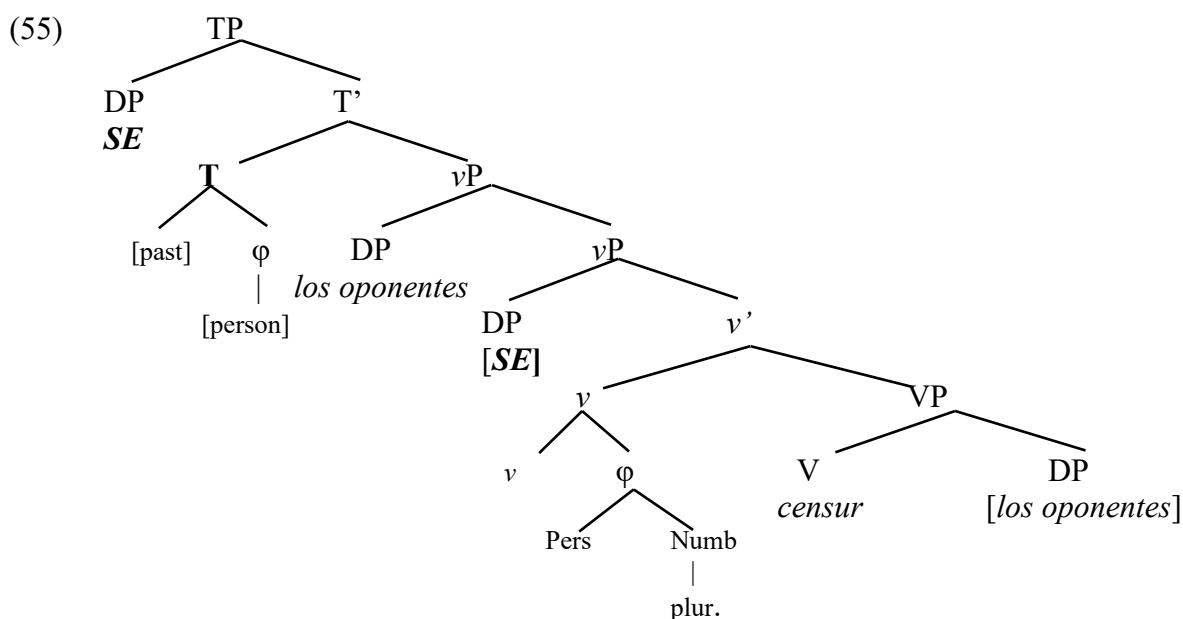 (55) TP
DP T’
SE
T vP
[past] φ DP vP
| los oponentes
[person] DP v’
[SE]
v VP
v φ V DP
censur [los oponentes]
Pers Numb
|
plur.